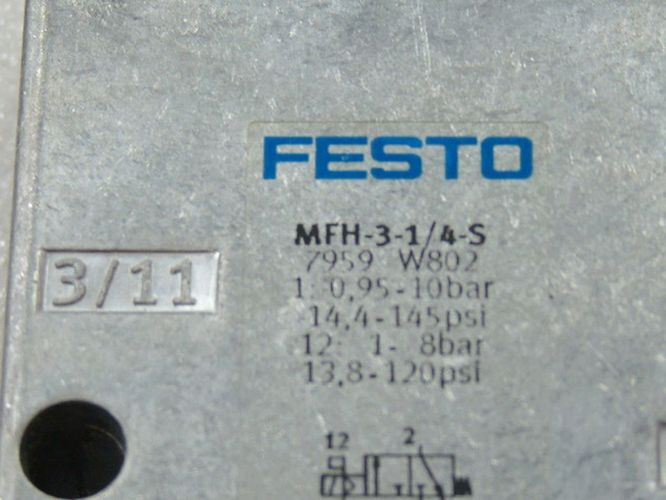 FESTO
MFH-3-1/4-S
7959 W802
3/11
1: 0,95-10bar
14,4-145psi
12: 1- 8bar
13,8-120psi
12 2